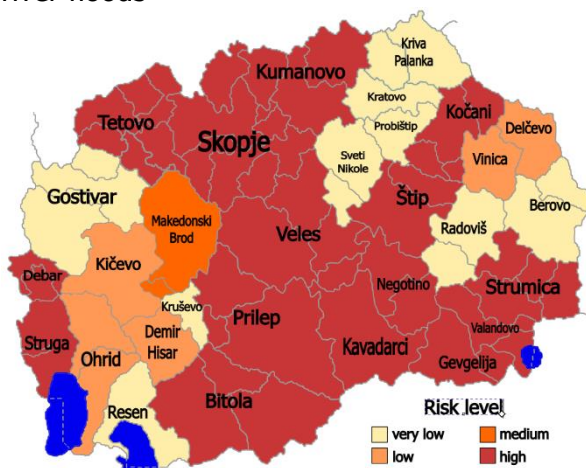 river floods
Kriva
Palanka
Kumanovo
Kratovo
Tetovo
Kočani
Skopje
Probištip
Delčevo
Sveti
Nikole
Vinica
Gostivar
Štip
Berovo
Makedonski
Brod
Veles
Radoviš
Kičevo
Debar
Negotino
Strumica
Kruševo
Prilep
Struga
Demir
Hisar
Valandovo
Ohrid
Kavadarci
Gevgelija
Resen
Bitola
Risk level
very low
medium
low
high